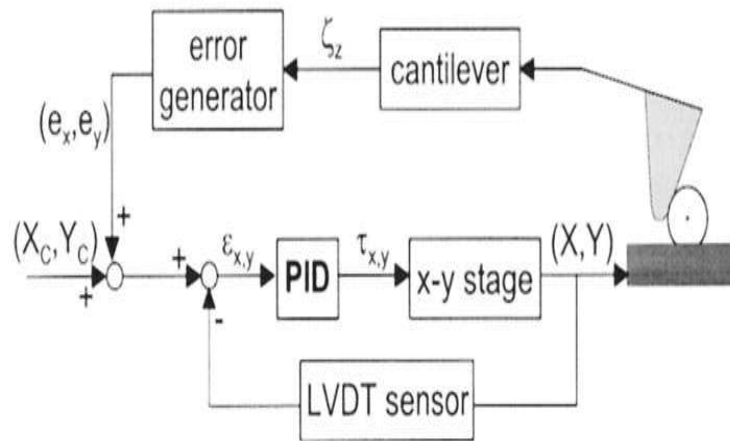 error
generator
ζz
cantilever
(ex,ey)
+
(XC,YC)
+
+
εx,y
PID
τx,y
x-y stage
(X,Y)
-
LVDT sensor